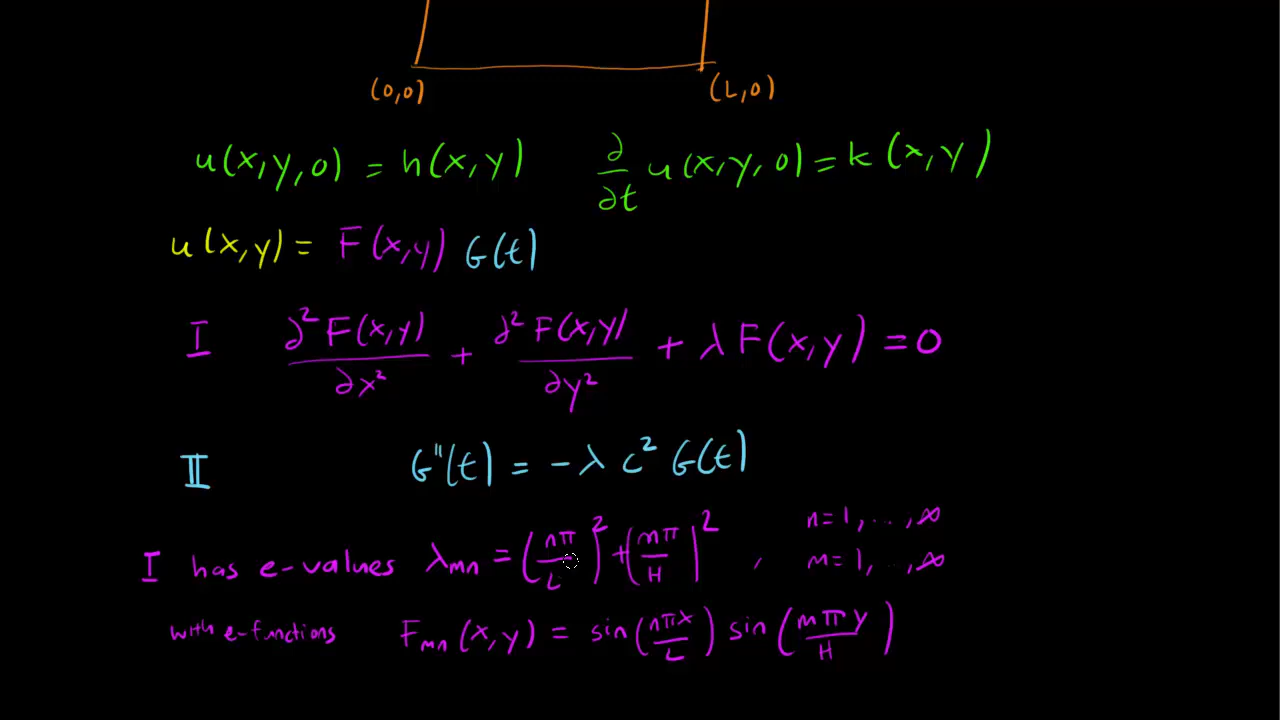 (0,0) (L,0)
u(x,y,0) = h(x,y) ∂/∂t u(x,y,0) = k(x,y)
u(x,y) = F(x,y) G(t)
I ∂²F(x,y)/∂x² + ∂²F(x,y)/∂y² + λF(x,y) = 0
II G''(t) = -λ c² G(t)
n=1,...,∞
I has e-values λmn = (nπ/L)² + (mπ/H)² , m=1,...,∞
with e-functions Fmn(x,y) = sin(nπx/L) sin(mπy/H)